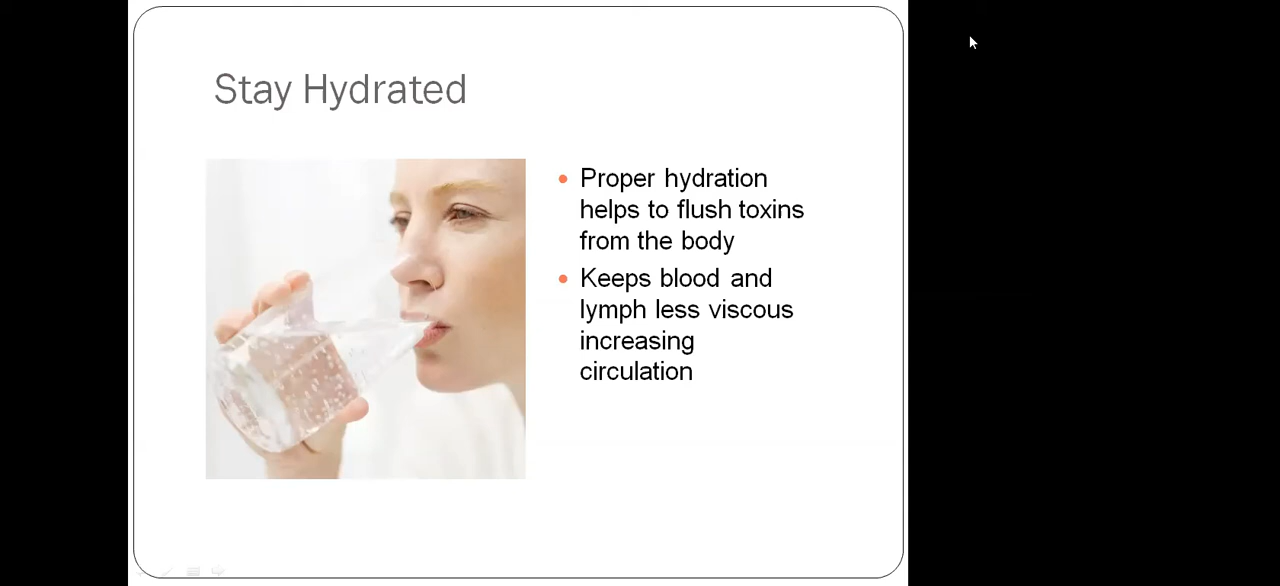 Stay Hydrated
Proper hydration
helps to flush toxins
from the body
Keeps blood and
lymph less viscous
increasing
circulation